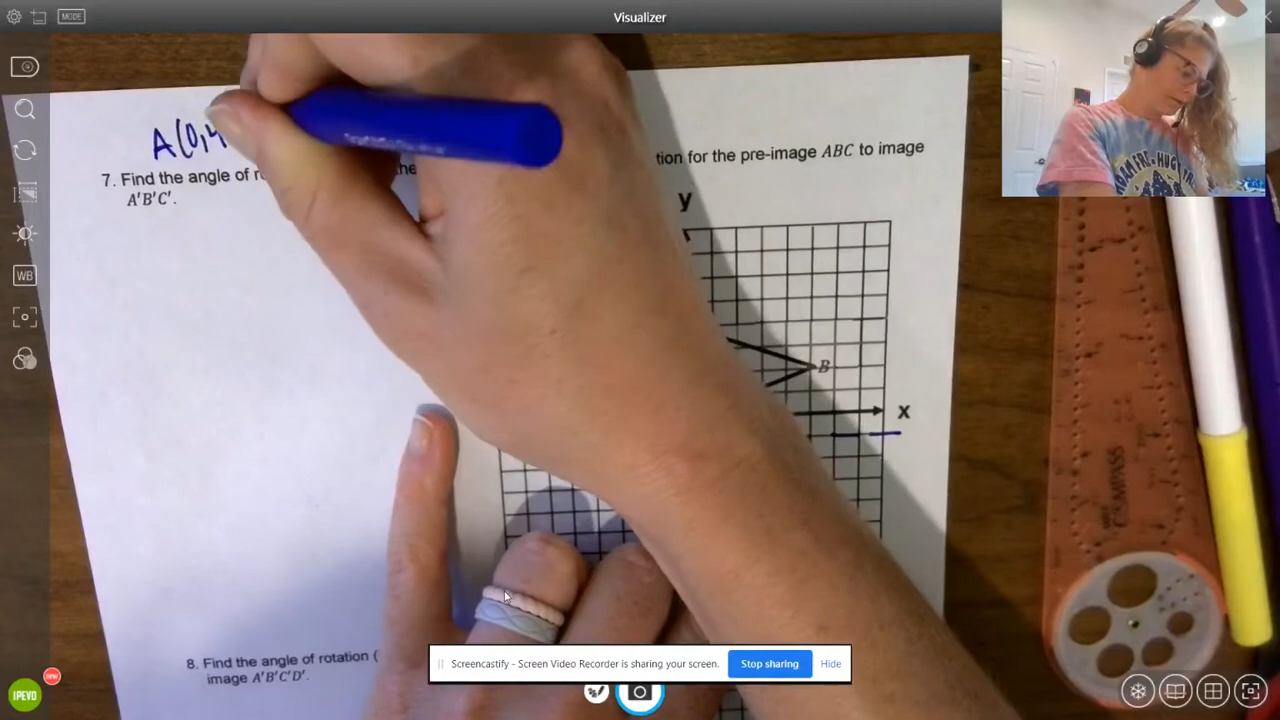 MODE
Visualizer
A(0,4
7. Find the angle of
the
tion for the pre-image ABC to image
A'B'C'.
y
B
x
WB
COMPASS
8. Find the angle of rotation (
image A'B'C'D'.
Screencastify - Screen Video Recorder is sharing your screen.
Stop sharing
Hide
IPEVO
new